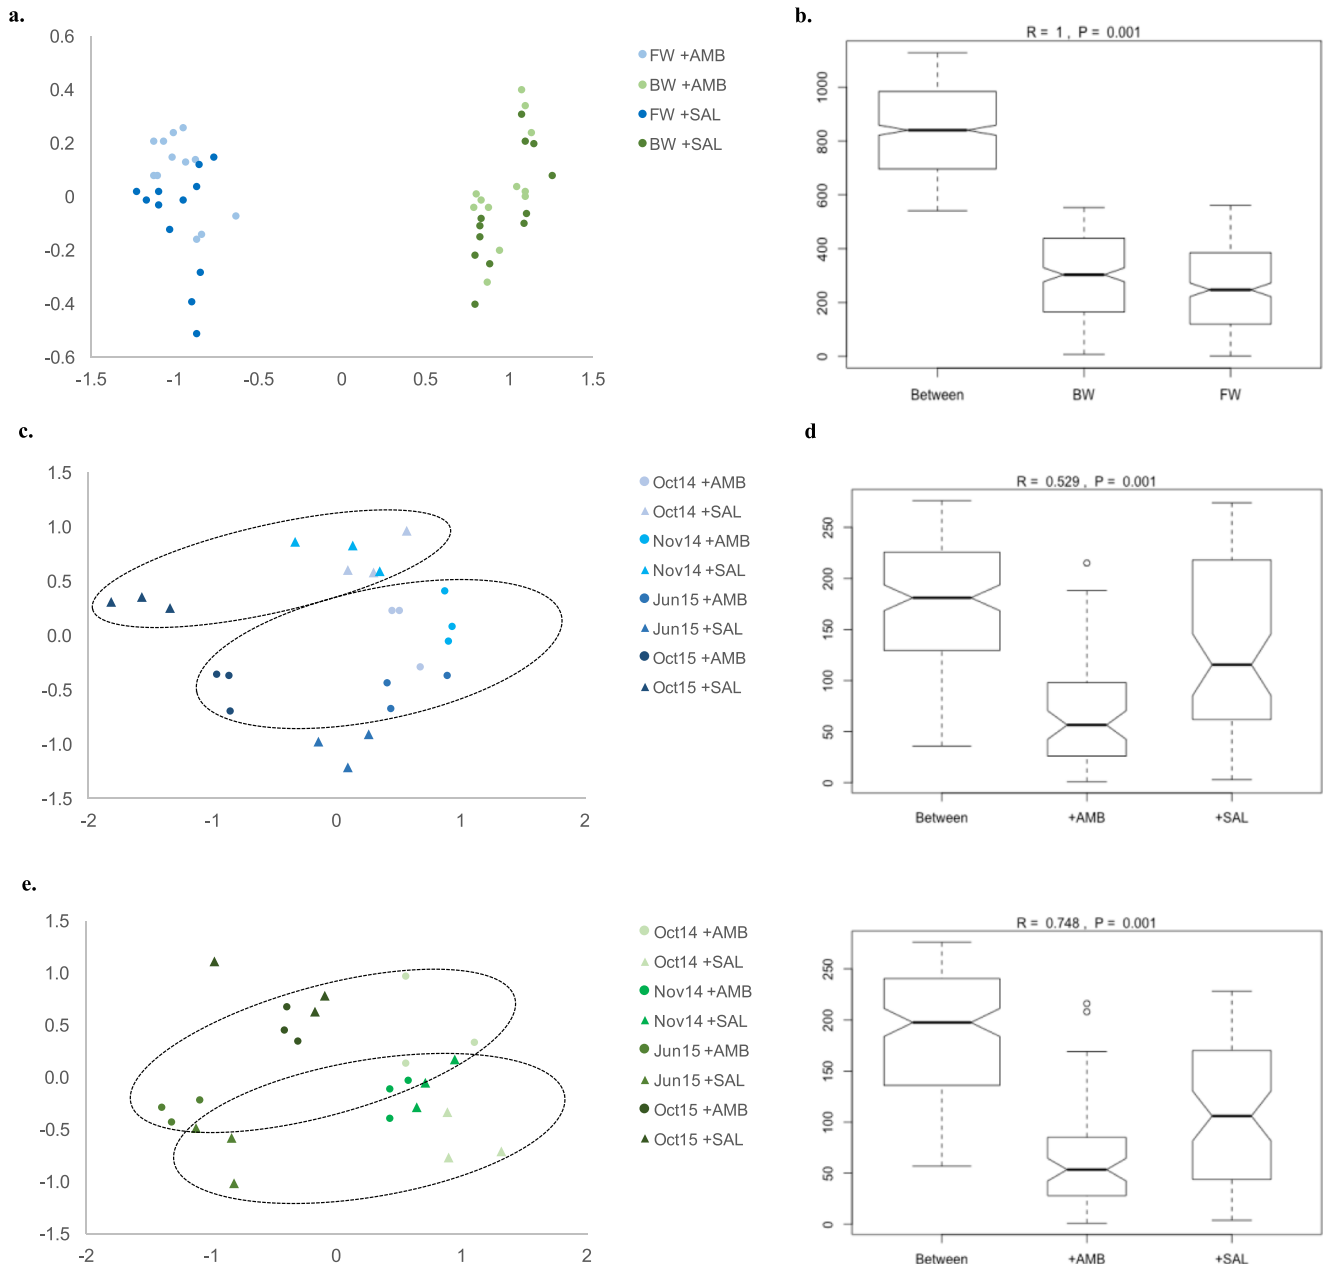 a.
0.6
0.4
0.2
0
-0.2
-0.4
-0.6
-1.5 -1 -0.5 0 0.5 1 1.5
FW +AMB
BW +AMB
FW +SAL
BW +SAL
b.
R = 1 , P = 0.001
1000
800
600
400
200
0
Between BW FW
c.
1.5
1.0
0.5
0.0
-0.5
-1.0
-1.5
-2 -1 0 1 2
Oct14 +AMB
Oct14 +SAL
Nov14 +AMB
Nov14 +SAL
Jun15 +AMB
Jun15 +SAL
Oct15 +AMB
Oct15 +SAL
d
R = 0.529 , P = 0.001
250
200
150
100
50
0
Between +AMB +SAL
e.
1.5
1.0
0.5
0.0
-0.5
-1.0
-1.5
-2 -1 0 1 2
Oct14 +AMB
Oct14 +SAL
Nov14 +AMB
Nov14 +SAL
Jun15 +AMB
Jun15 +SAL
Oct15 +AMB
Oct15 +SAL
R = 0.748 , P = 0.001
250
200
150
100
50
0
Between +AMB +SAL